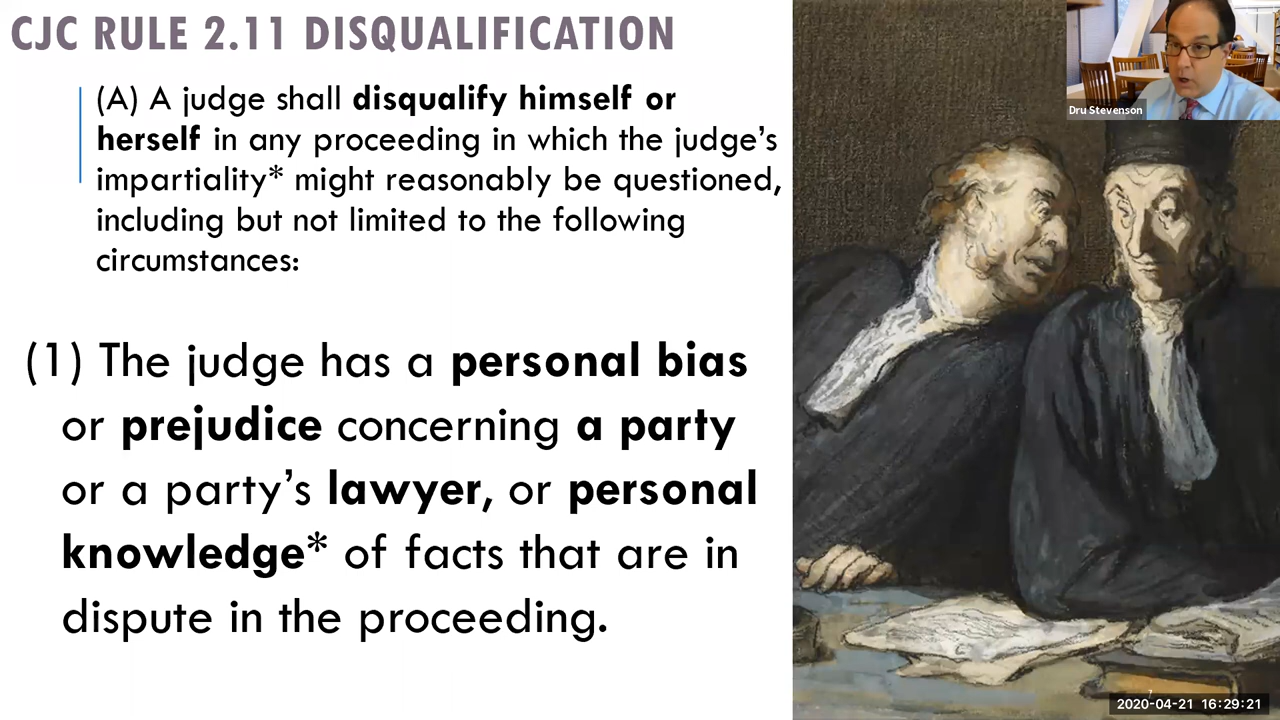 CJC RULE 2.11 DISQUALIFICATION
(A) A judge shall disqualify himself or
herself in any proceeding in which the judge's
impartiality* might reasonably be questioned,
including but not limited to the following
circumstances:
(1) The judge has a personal bias
or prejudice concerning a party
or a party's lawyer, or personal
knowledge* of facts that are in
dispute in the proceeding.
Dru Stevenson
7
2020-04-21 16:29:21